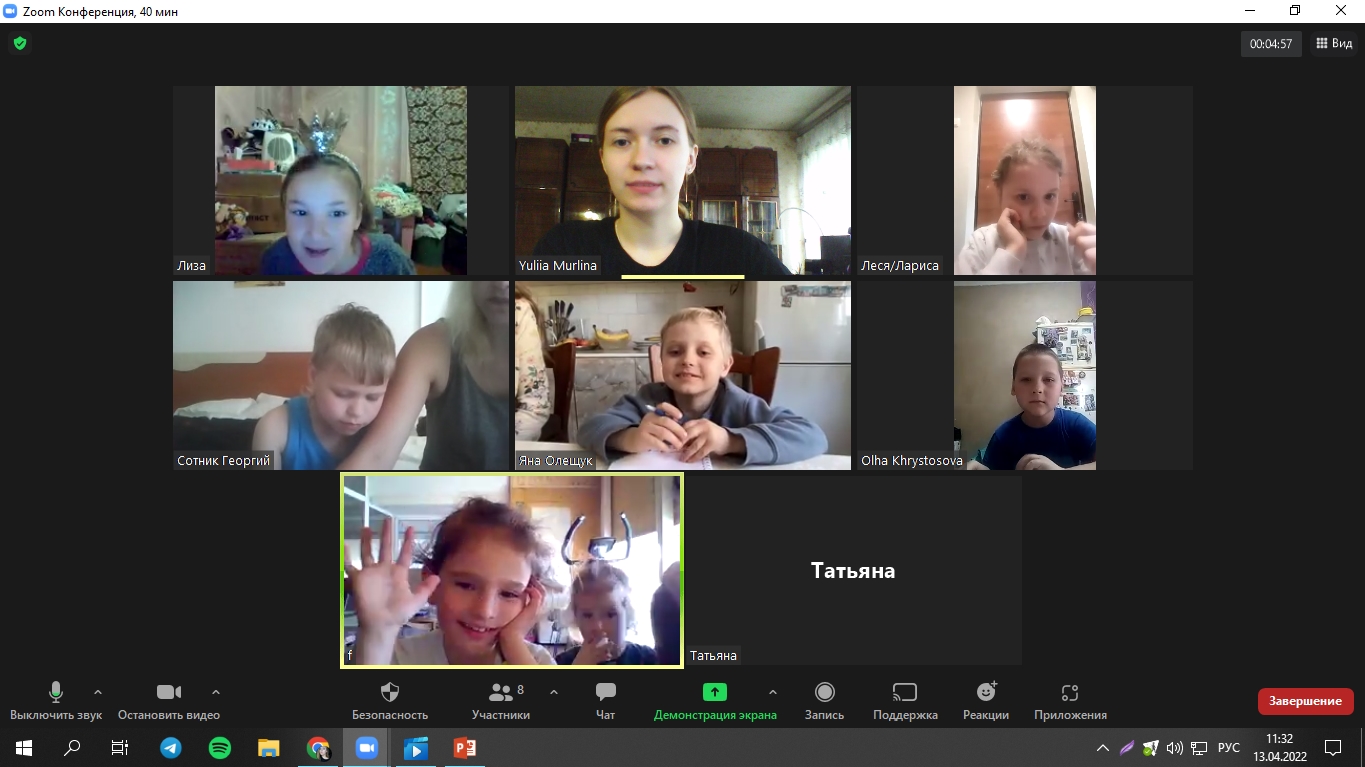 Zoom Конференция, 40 мин
00:04:57
Вид
Лиза
Yuliia Murlina
Леся/Лариса
Сотник Георгий
Яна Олещук
Olha Khrystosova
f
Татьяна
Татьяна
Выключить звук
Остановить видео
Безопасность
8
Участники
Чат
Демонстрация экрана
Запись
Поддержка
Реакции
Приложения
Завершение
РУС
11:32
13.04.2022